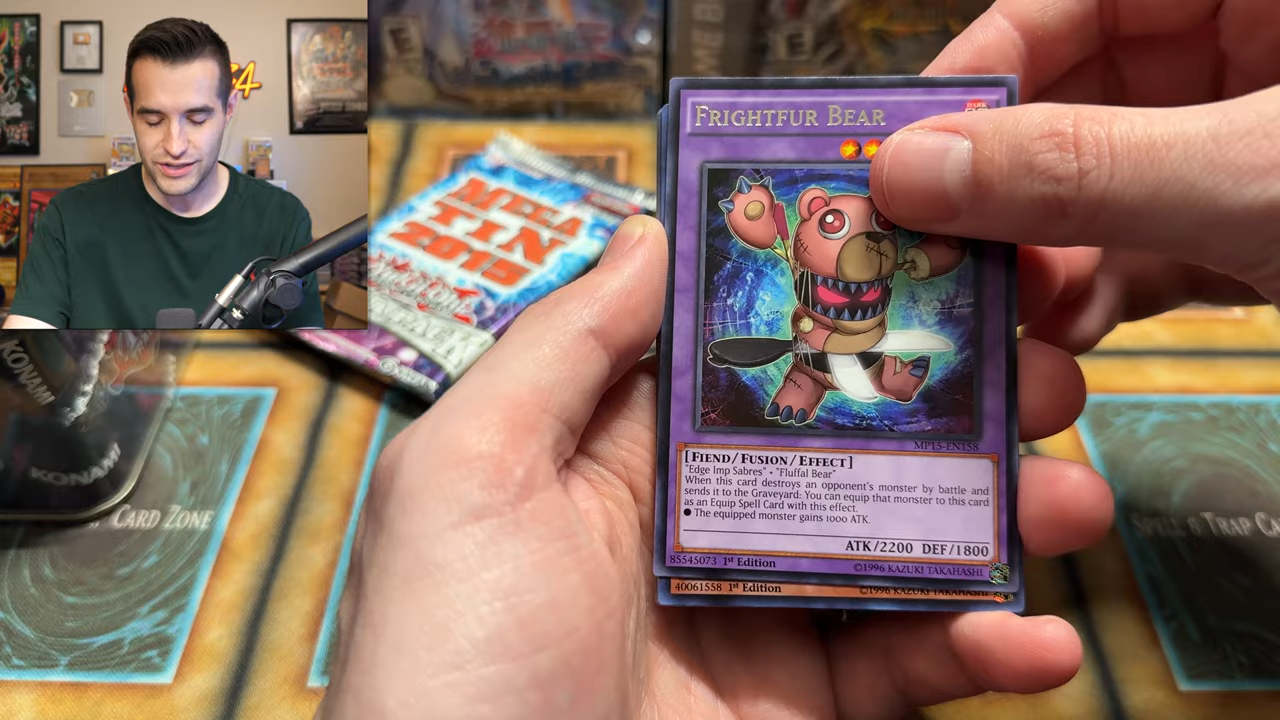 FRIGHTFUR BEAR
DARK
MEGA
TIN
2015
MP15-EN158
[FIEND/FUSION/EFFECT]
"Edge Imp Sabres" • "Fluffal Bear"
When this card destroys an opponent's monster by battle and
sends it to the Graveyard: You can equip that monster to this card
as an Equip Spell Card with this effect.
● The equipped monster gains 1000 ATK.
ATK/2200 DEF/1800
85545073 1st Edition
©1996 KAZUKI TAKAHASHI
40061558 1st Edition
©1996 KAZUKI TAKAHASHI
KONAMI
KONAMI
CARD ZONE
SPELL & TRAP CARD